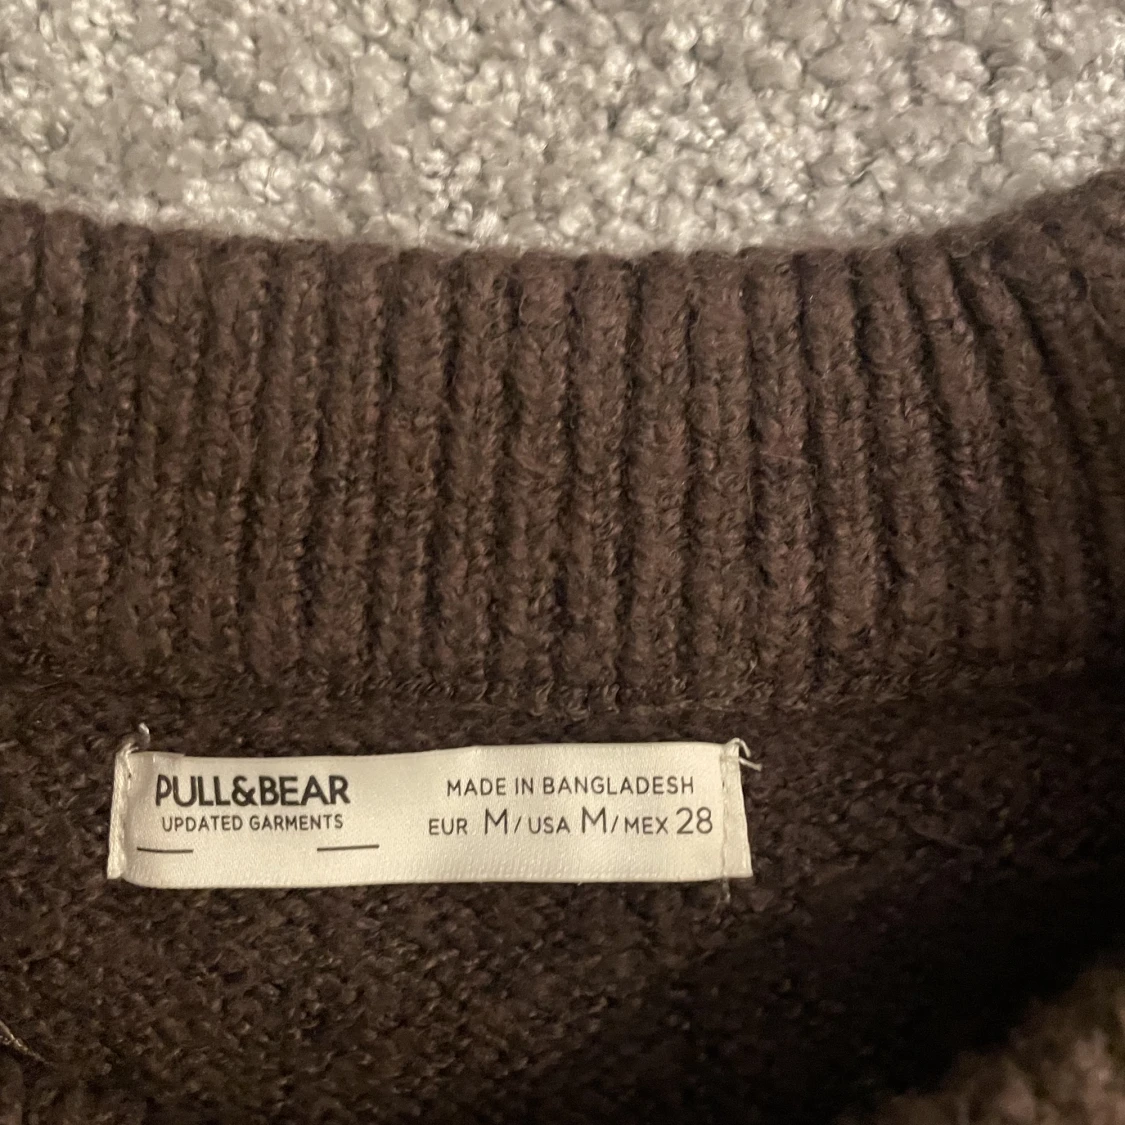 PULL&BEAR
UPDATED GARMENTS
MADE IN BANGLADESH
EUR M/USA M/MEX 28